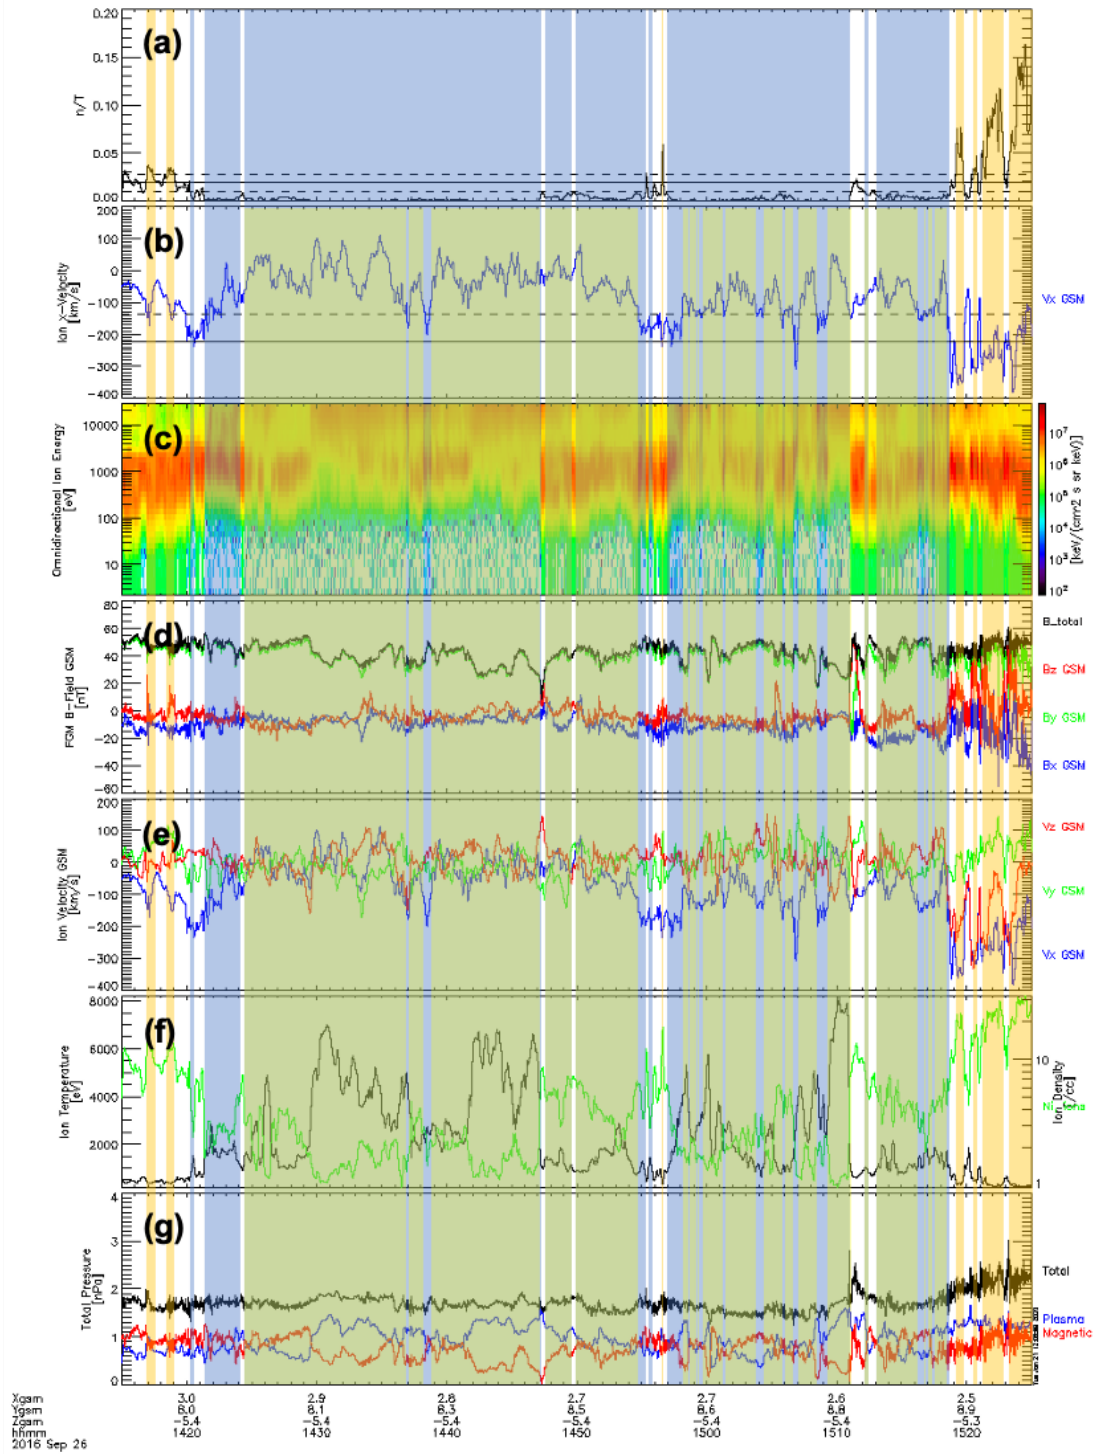 (a)
n/T
0.20
0.15
0.10
0.05
0.00
(b)
Ion X-Velocity
[km/s]
200
100
0
-100
-200
-300
-400
Vx GSM
(c)
Omnidirectional Ion Energy
[eV]
10000
1000
100
10
10⁷
10⁶
10⁵
10⁴
10³
10²
[keV/(cm2 s sr keV)]
(d)
FGM B-Field GSM
[nT]
80
60
40
20
0
-20
-40
-60
B_total
Bz GSM
By GSM
Bx GSM
(e)
Ion Velocity GSM
[km/s]
200
100
0
-100
-200
-300
-400
Vz GSM
Vy GSM
Vx GSM
(f)
Ion Temperature
[eV]
8000
6000
4000
2000
10
1
Ion Density
[/cc]
(g)
Total Pressure
[nPa]
4
3
2
1
0
Total
Plasma
Magnetic
Xgsm 3.0 2.9 2.8 2.7 2.7 2.6 2.5
Ygsm 8.0 8.1 8.3 8.5 8.6 8.8 8.9
Zgsm -5.4 -5.4 -5.4 -5.4 -5.4 -5.4 -5.3
hhmm 1420 1430 1440 1450 1500 1510 1520
2016 Sep 26